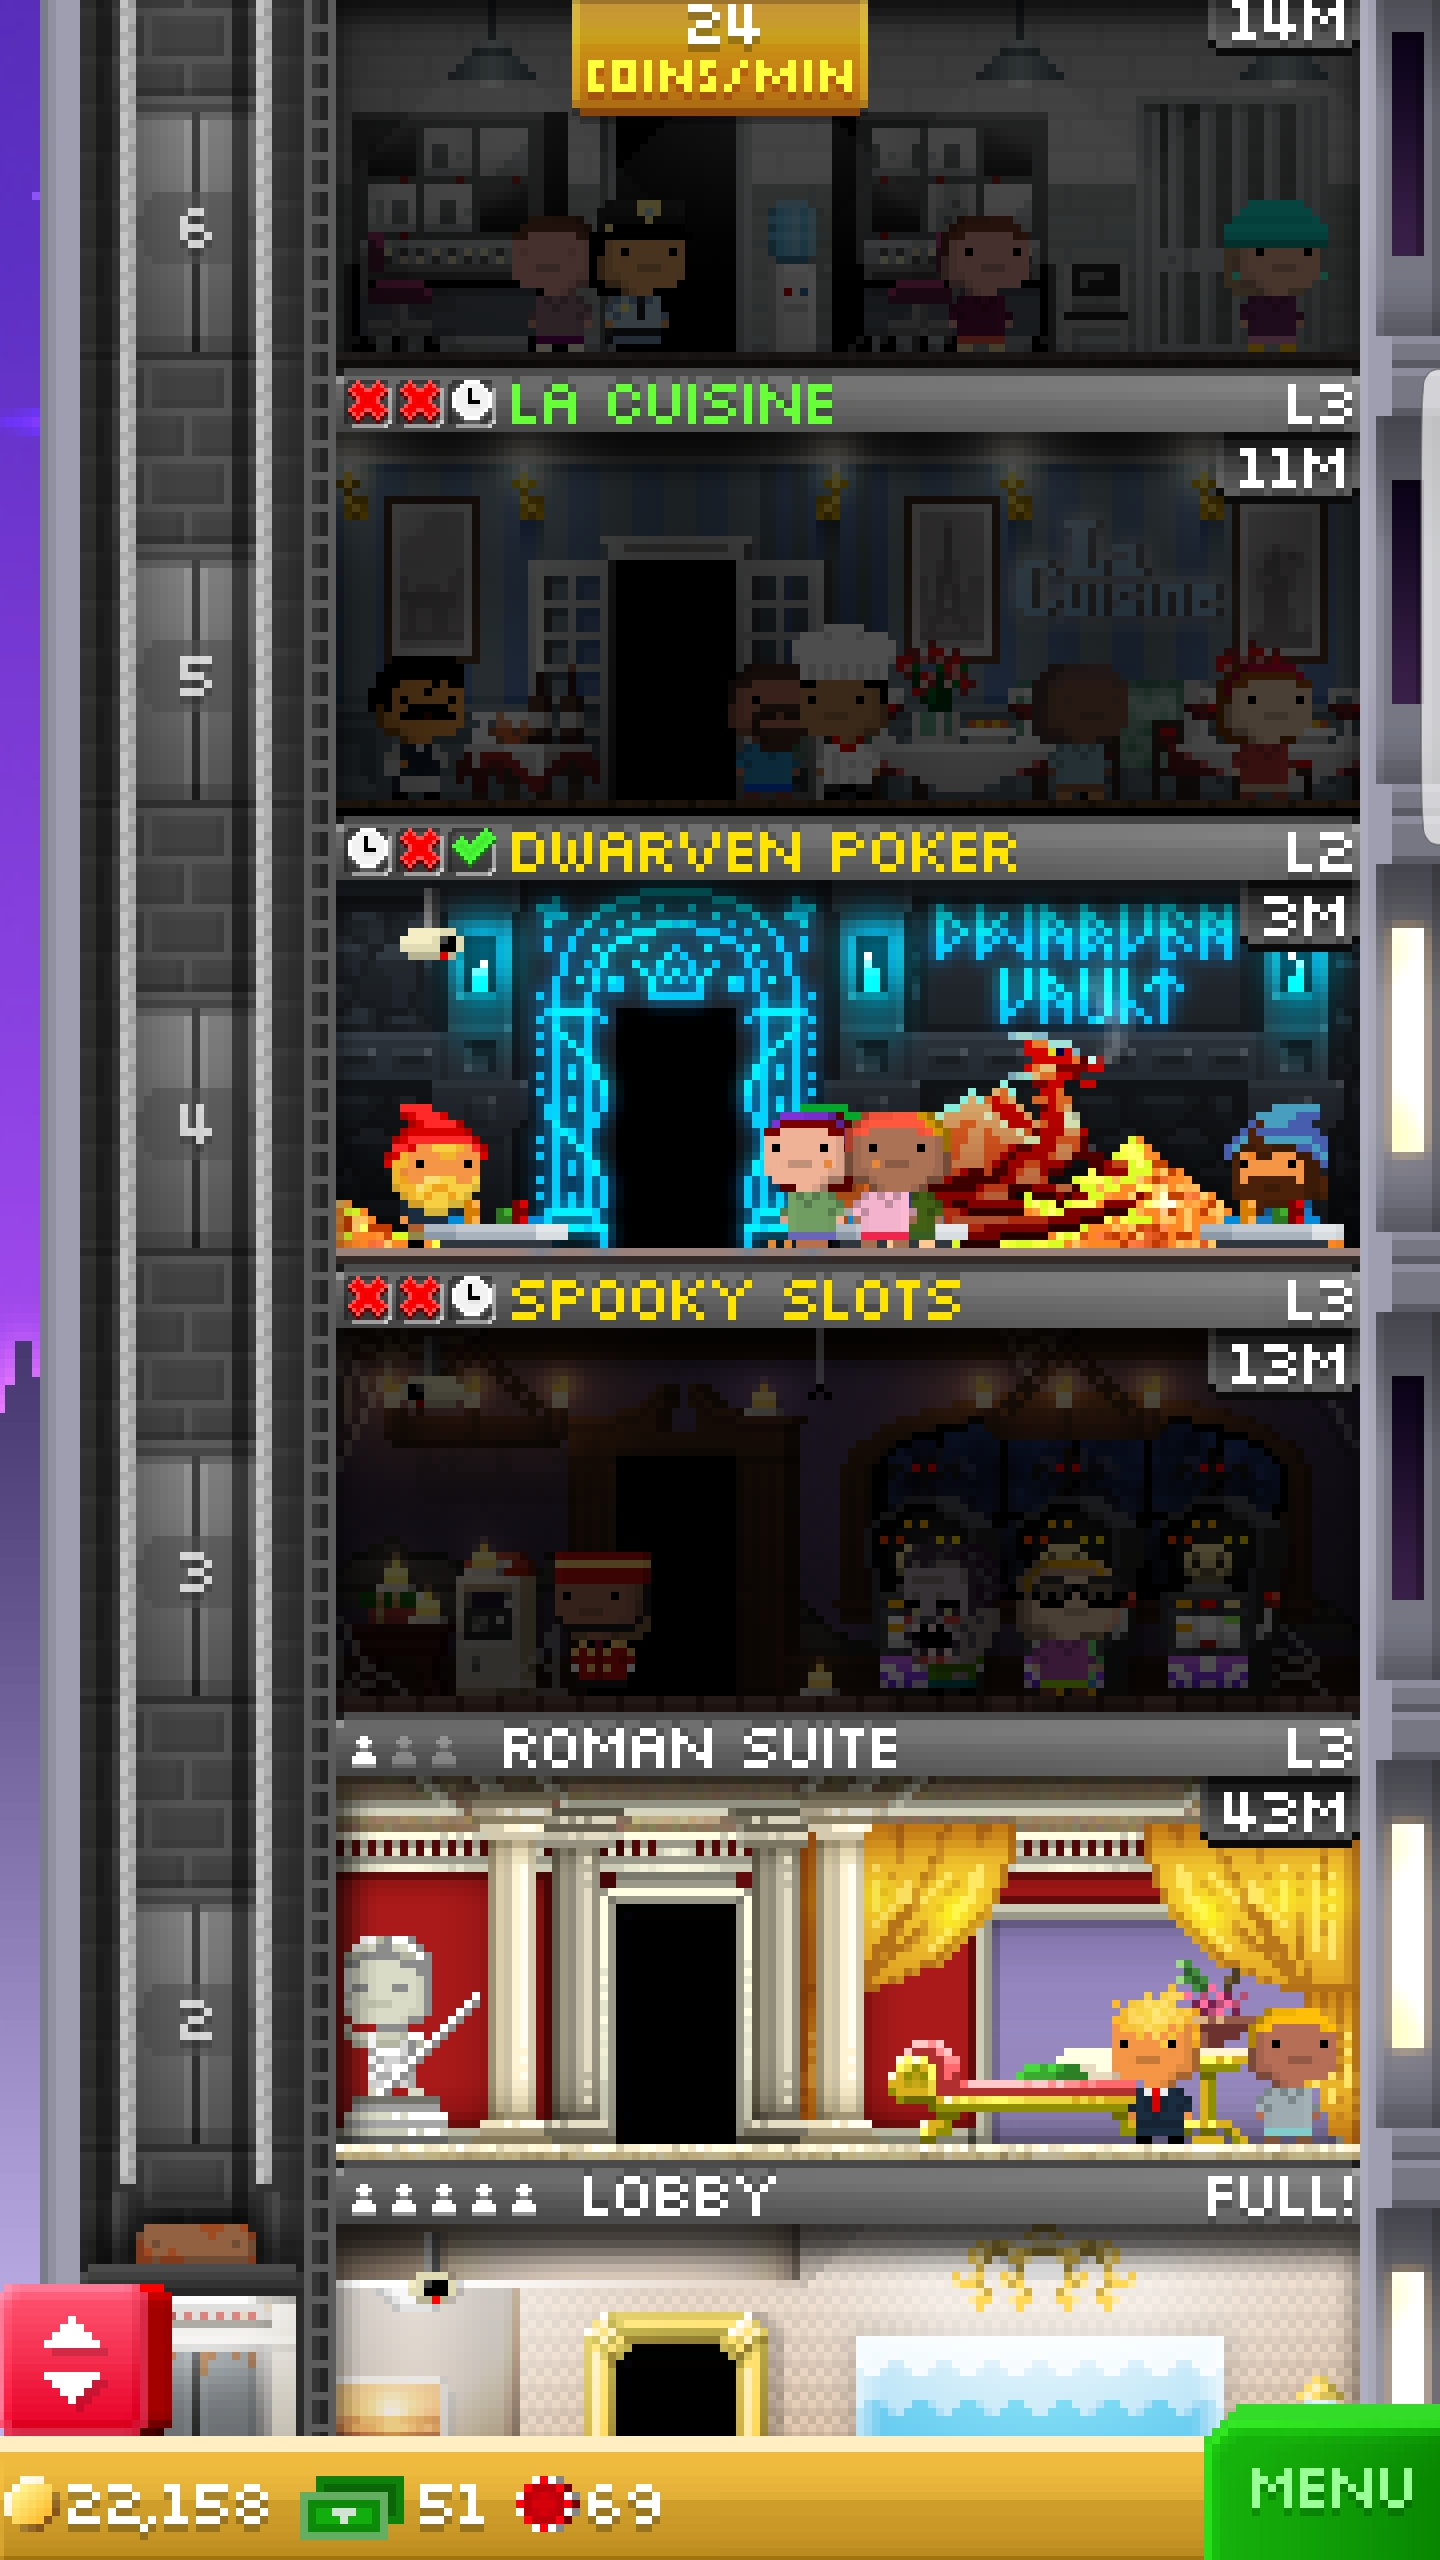 24
COINS/MIN
14M
6
LA CUISINE L3
11M
La
Cuisine
5
DWARVEN POKER L2
3M
DWARVEN
VAULT
4
SPOOKY SLOTS L3
13M
3
ROMAN SUITE L3
43M
2
LOBBY FULL!
22,158 51 69
MENU